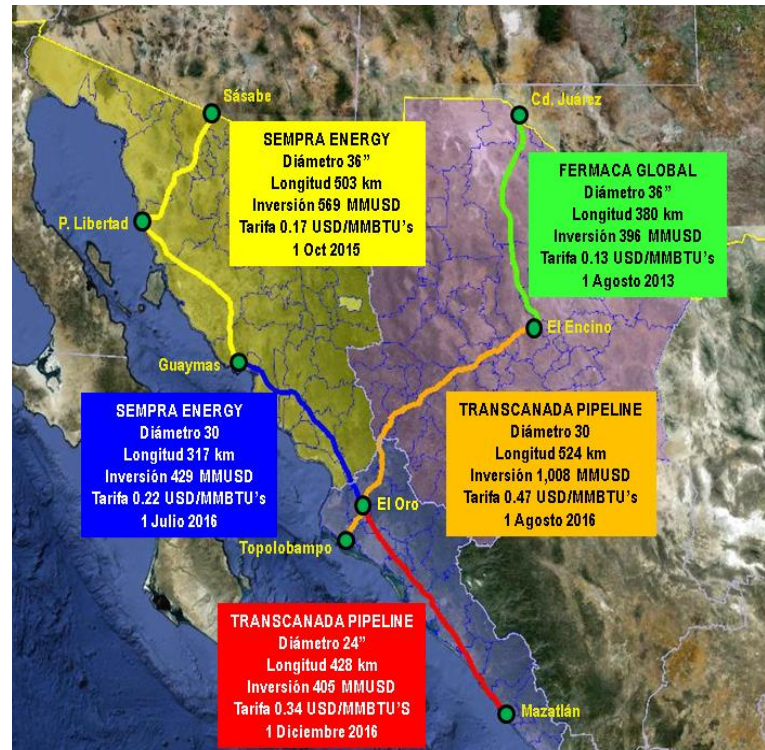 Sásabe
Cd. Juárez
SEMPRA ENERGY
Diámetro 36”
Longitud 503 km
Inversión 569 MMUSD
Tarifa 0.17 USD/MMBTU’s
1 Oct 2015
FERMACA GLOBAL
Diámetro 36”
Longitud 380 km
Inversión 396 MMUSD
Tarifa 0.13 USD/MMBTU’s
1 Agosto 2013
P. Libertad
El Encino
Guaymas
SEMPRA ENERGY
Diámetro 30
Longitud 317 km
Inversión 429 MMUSD
Tarifa 0.22 USD/MMBTU’s
1 Julio 2016
TRANSCANADA PIPELINE
Diámetro 30
Longitud 524 km
Inversión 1,008 MMUSD
Tarifa 0.47 USD/MMBTU’s
1 Agosto 2016
El Oro
Topolobampo
TRANSCANADA PIPELINE
Diámetro 24”
Longitud 428 km
Inversión 405 MMUSD
Tarifa 0.34 USD/MMBTU’S
1 Diciembre 2016
Mazatlán